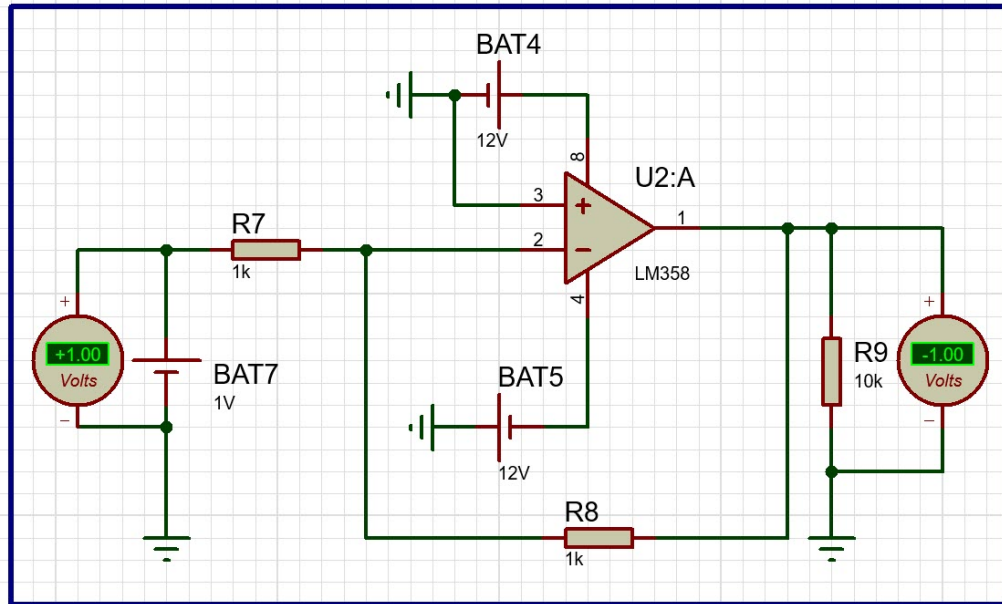 BAT4
12V
8
U2:A
3
+
1
R7
2
−
1k
LM358
4
+
+1.00
Volts
−
BAT7
1V
BAT5
12V
R9
10k
+
-1.00
Volts
−
R8
1k